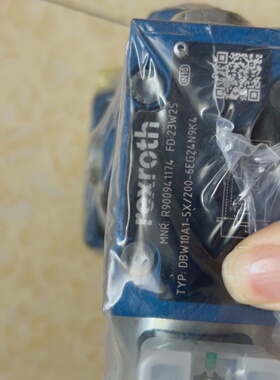 rexroth
MNR: R900941174 FD:23W25
TYP: DBW10A1-5X/200-6EG24N9K4